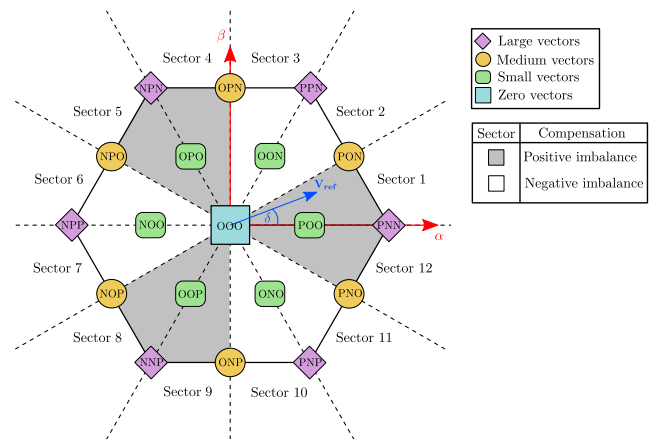 β
Sector 4
Sector 3
NPN
OPN
PPN
Sector 5
Sector 2
NPO
OPO
OON
PON
Sector 6
Sector 1
V_ref
δ
NPP
NOO
OOO
POO
PNN
α
Sector 7
Sector 12
NOP
OOP
ONO
PNO
Sector 8
Sector 11
NNP
ONP
PNP
Sector 9
Sector 10
Large vectors
Medium vectors
Small vectors
Zero vectors
Sector Compensation
Positive imbalance
Negative imbalance